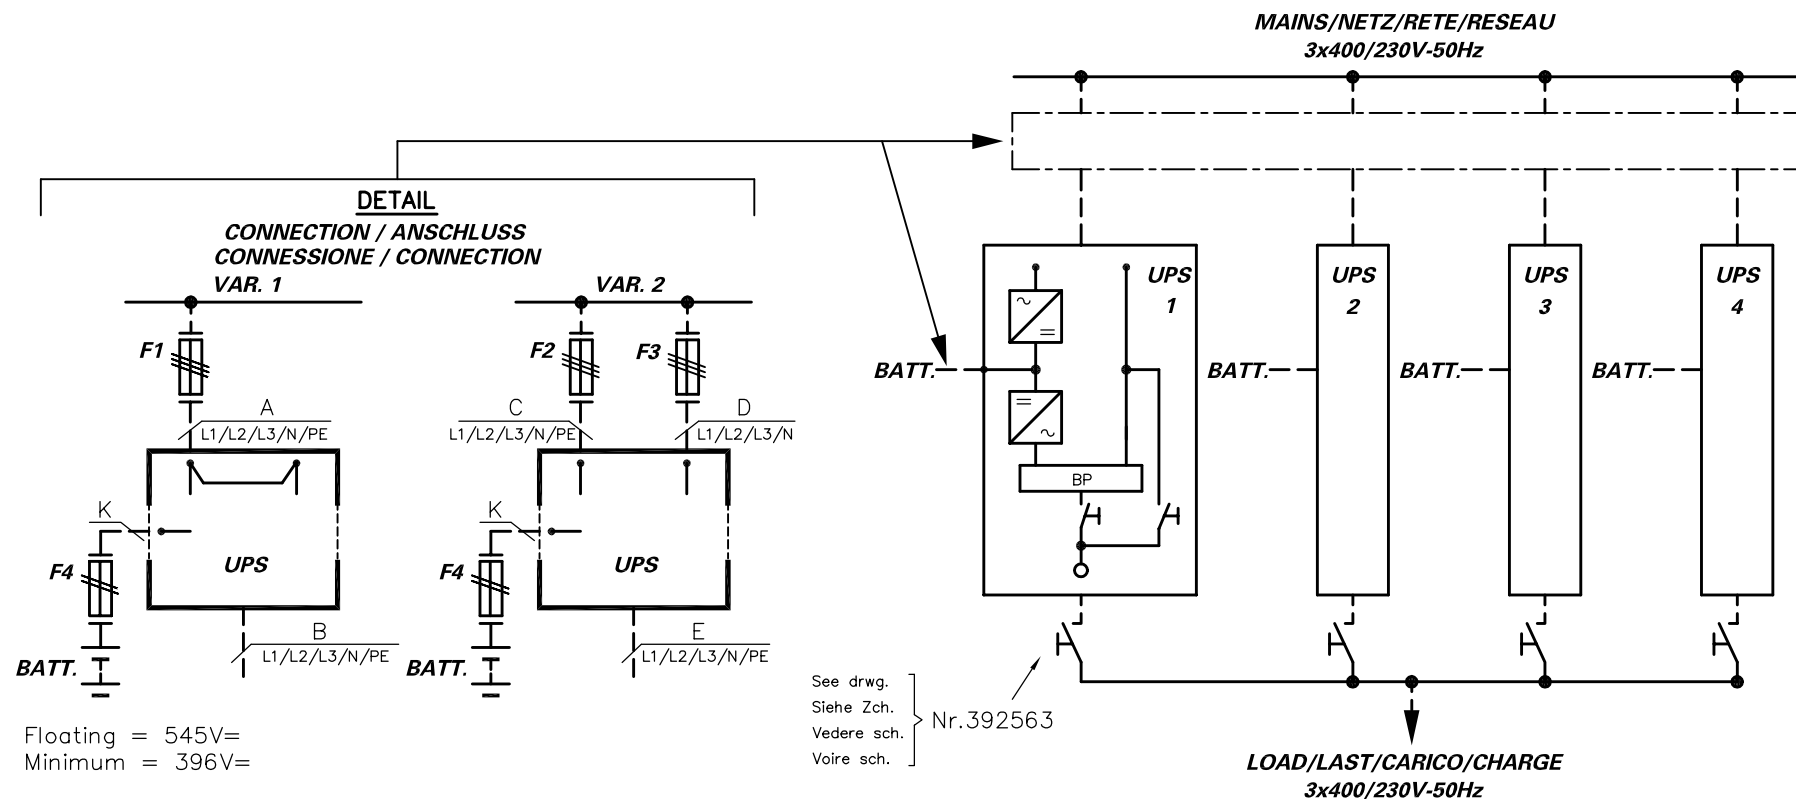 MAINS/NETZ/RETE/RESEAU
3x400/230V-50Hz
DETAIL
CONNECTION / ANSCHLUSS
CONNESSIONE / CONNECTION
VAR. 1
VAR. 2
F1
F2
F3
A
L1/L2/L3/N/PE
C
L1/L2/L3/N/PE
D
L1/L2/L3/N
K
K
F4
UPS
F4
UPS
B
L1/L2/L3/N/PE
E
L1/L2/L3/N/PE
BATT.
BATT.
Floating = 545V=
Minimum = 396V=
UPS
1
UPS
2
UPS
3
UPS
4
BATT.
BATT.
BATT.
BATT.
~
=
=
~
BP
See drwg.
Siehe Zch.
Vedere sch.
Voire sch.
Nr.392563
LOAD/LAST/CARICO/CHARGE
3x400/230V-50Hz